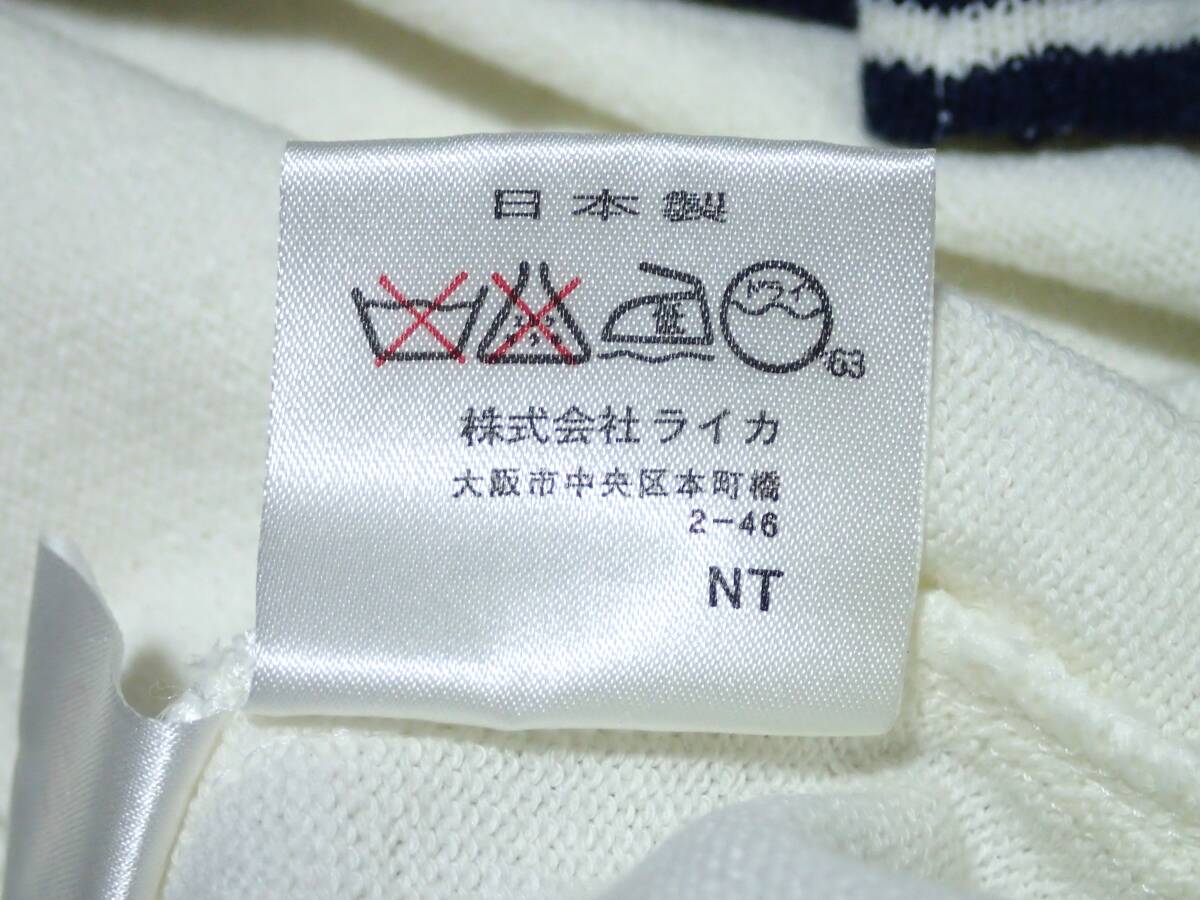 日本製
低 ドライ '63
株式会社ライカ
大阪市中央区本町橋
2-46
NT